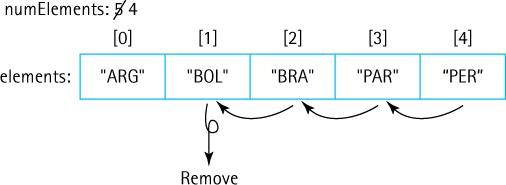 numElements: 5 4
[0] [1] [2] [3] [4]
elements: "ARG" "BOL" "BRA" "PAR" "PER"
Remove